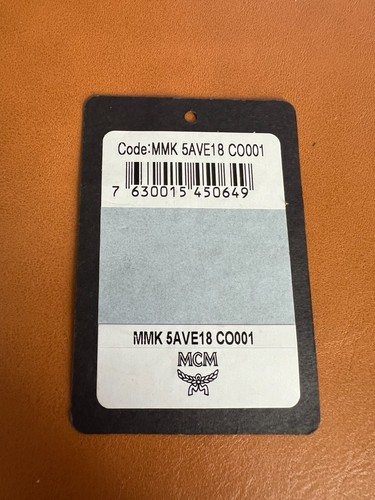 Code:MMK 5AVE18 CO001
7 630015 450649
MMK 5AVE18 CO001
MCM